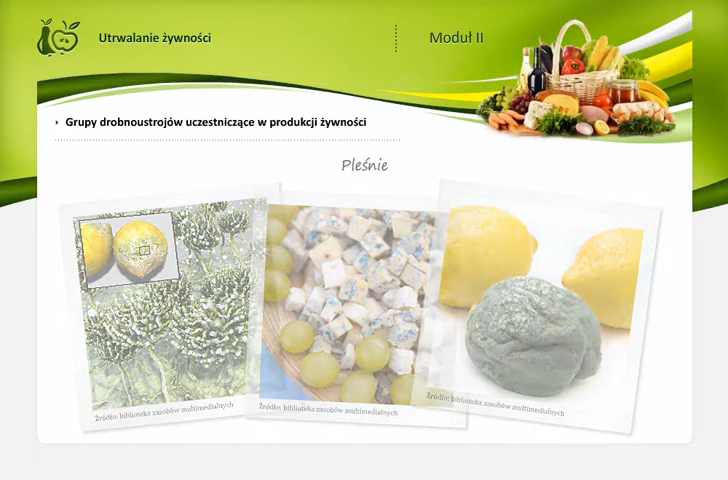 Utrwalanie żywności
Moduł II
Grupy drobnoustrojów uczestniczące w produkcji żywności
Pleśnie
Źródło: biblioteka zasobów multimedialnych
Źródło: biblioteka zasobów multimedialnych
Źródło: biblioteka zasobów multimedialnych